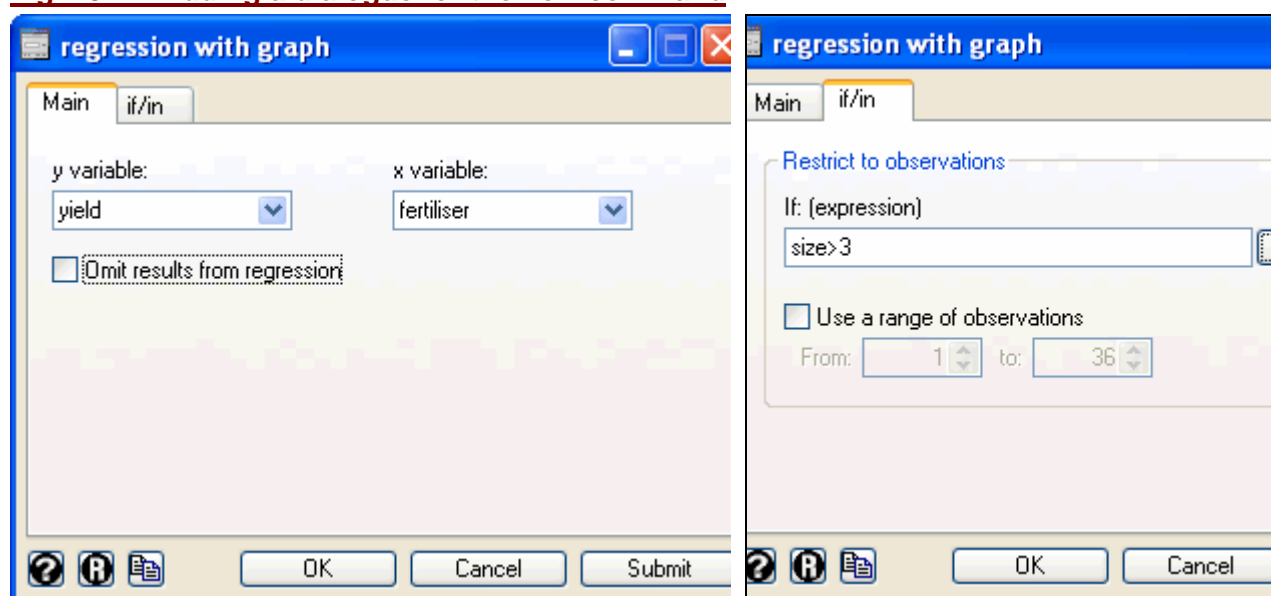 regression with graph
Main if/in
y variable: x variable:
yield fertiliser
Omit results from regression
OK Cancel Submit
regression with graph
Main if/in
Restrict to observations
If: (expression)
size>3
Use a range of observations
From: 1 to: 36
OK Cancel